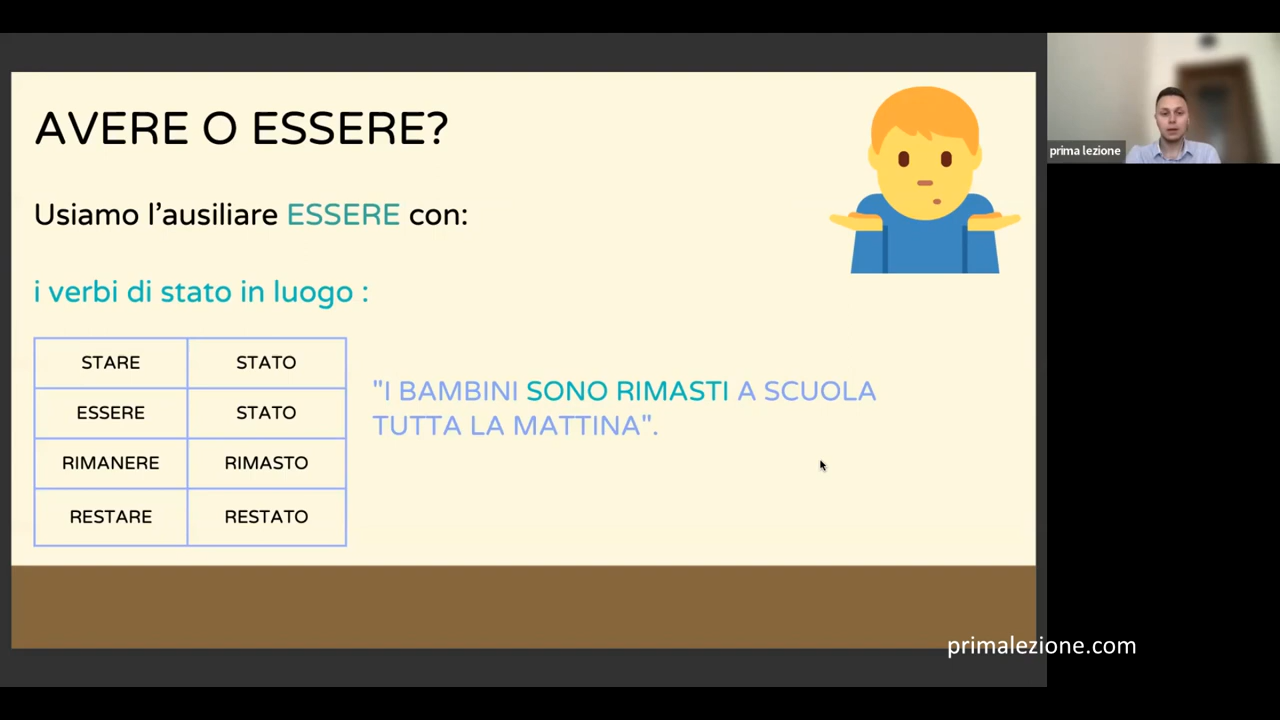 AVERE O ESSERE?
Usiamo l'ausiliare ESSERE con:
i verbi di stato in luogo :
STARE STATO
ESSERE STATO
RIMANERE RIMASTO
RESTARE RESTATO
"I BAMBINI SONO RIMASTI A SCUOLA
TUTTA LA MATTINA".
prima lezione
primalezione.com